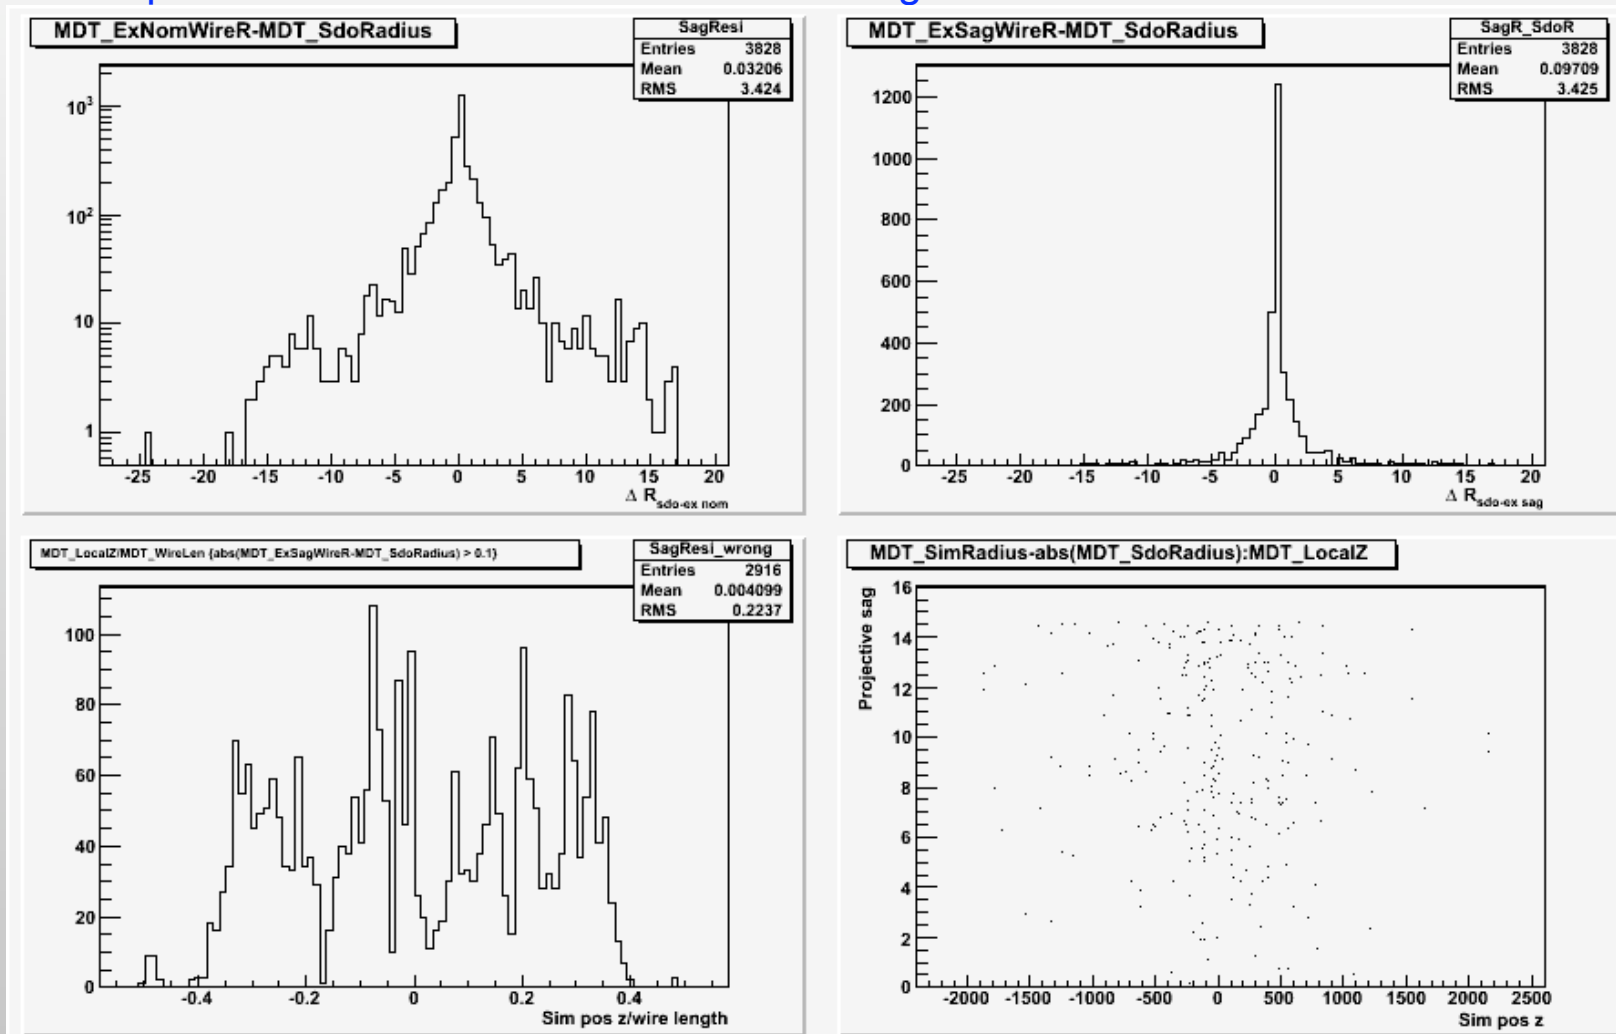 MDT_ExNomWireR-MDT_SdoRadius
SagResi
Entries 3828
Mean 0.03206
RMS 3.424
10³
10²
10
1
-25 -20 -15 -10 -5 0 5 10 15 20
Δ R sdo-ex nom
MDT_ExSagWireR-MDT_SdoRadius
SagR_SdoR
Entries 3828
Mean 0.09709
RMS 3.425
1200
1000
800
600
400
200
0
-25 -20 -15 -10 -5 0 5 10 15 20
Δ R sdo-ex sag
MDT_LocalZ/MDT_WireLen {abs(MDT_ExSagWireR-MDT_SdoRadius) > 0.1}
SagResi_wrong
Entries 2916
Mean 0.004099
RMS 0.2237
100
80
60
40
20
0
-0.4 -0.2 0 0.2 0.4
Sim pos z/wire length
MDT_SimRadius-abs(MDT_SdoRadius):MDT_LocalZ
Projective sag
16
14
12
10
8
6
4
2
0
-2000 -1500 -1000 -500 0 500 1000 1500 2000 2500
Sim pos z